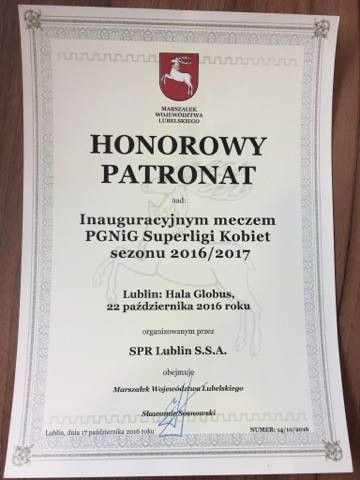 MARSZAŁEK
WOJEWÓDZTWA
LUBELSKIEGO
HONOROWY
PATRONAT
nad:
Inauguracyjnym meczem
PGNiG Superligi Kobiet
sezonu 2016/2017
Lublin: Hala Globus,
22 października 2016 roku
organizowanym przez
SPR Lublin S.S.A.
obejmuje
Marszałek Województwa Lubelskiego
Sławomir Sosnowski
Lublin, dnia 17 października 2016 roku
NUMER: 14/10/2016